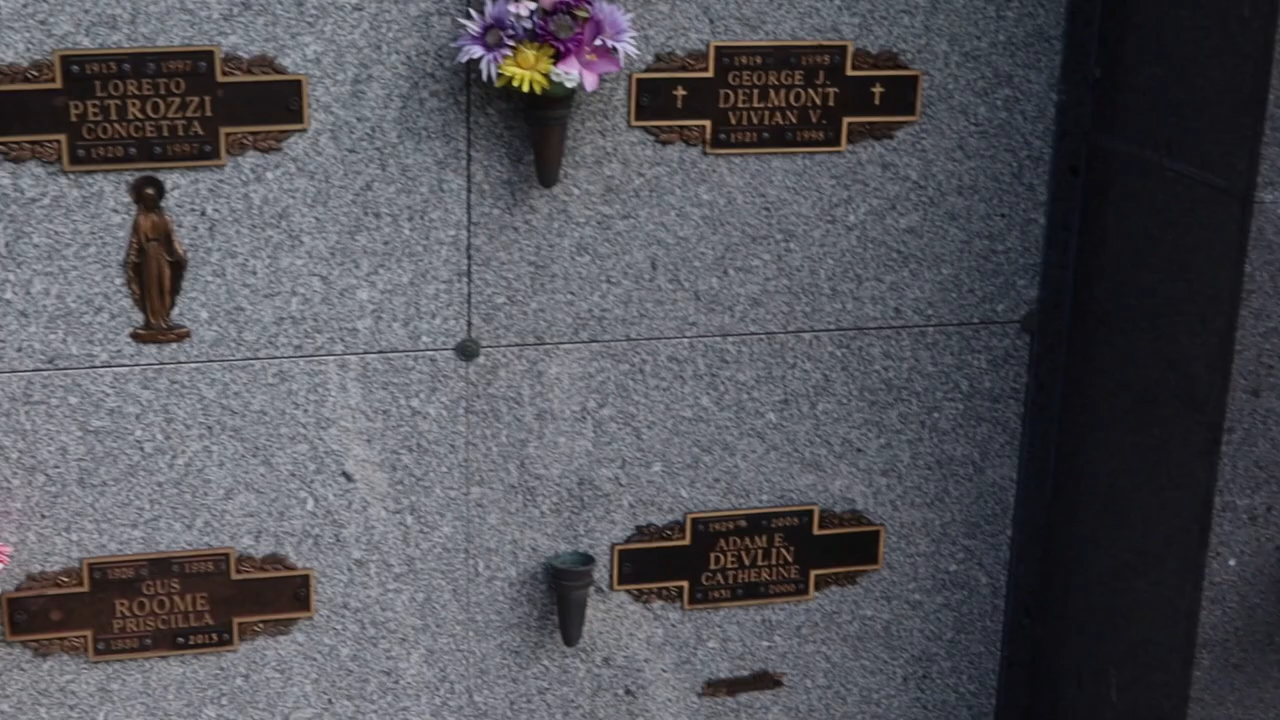 1913 1997
LORETO
PETROZZI
CONCETTA
1920 1997
1919 1995
GEORGE J.
DELMONT
VIVIAN V.
1921 1998
1926 1998
GUS
ROOME
PRISCILLA
1930 2013
1929 2005
ADAM E.
DEVLIN
CATHERINE
1931 2000